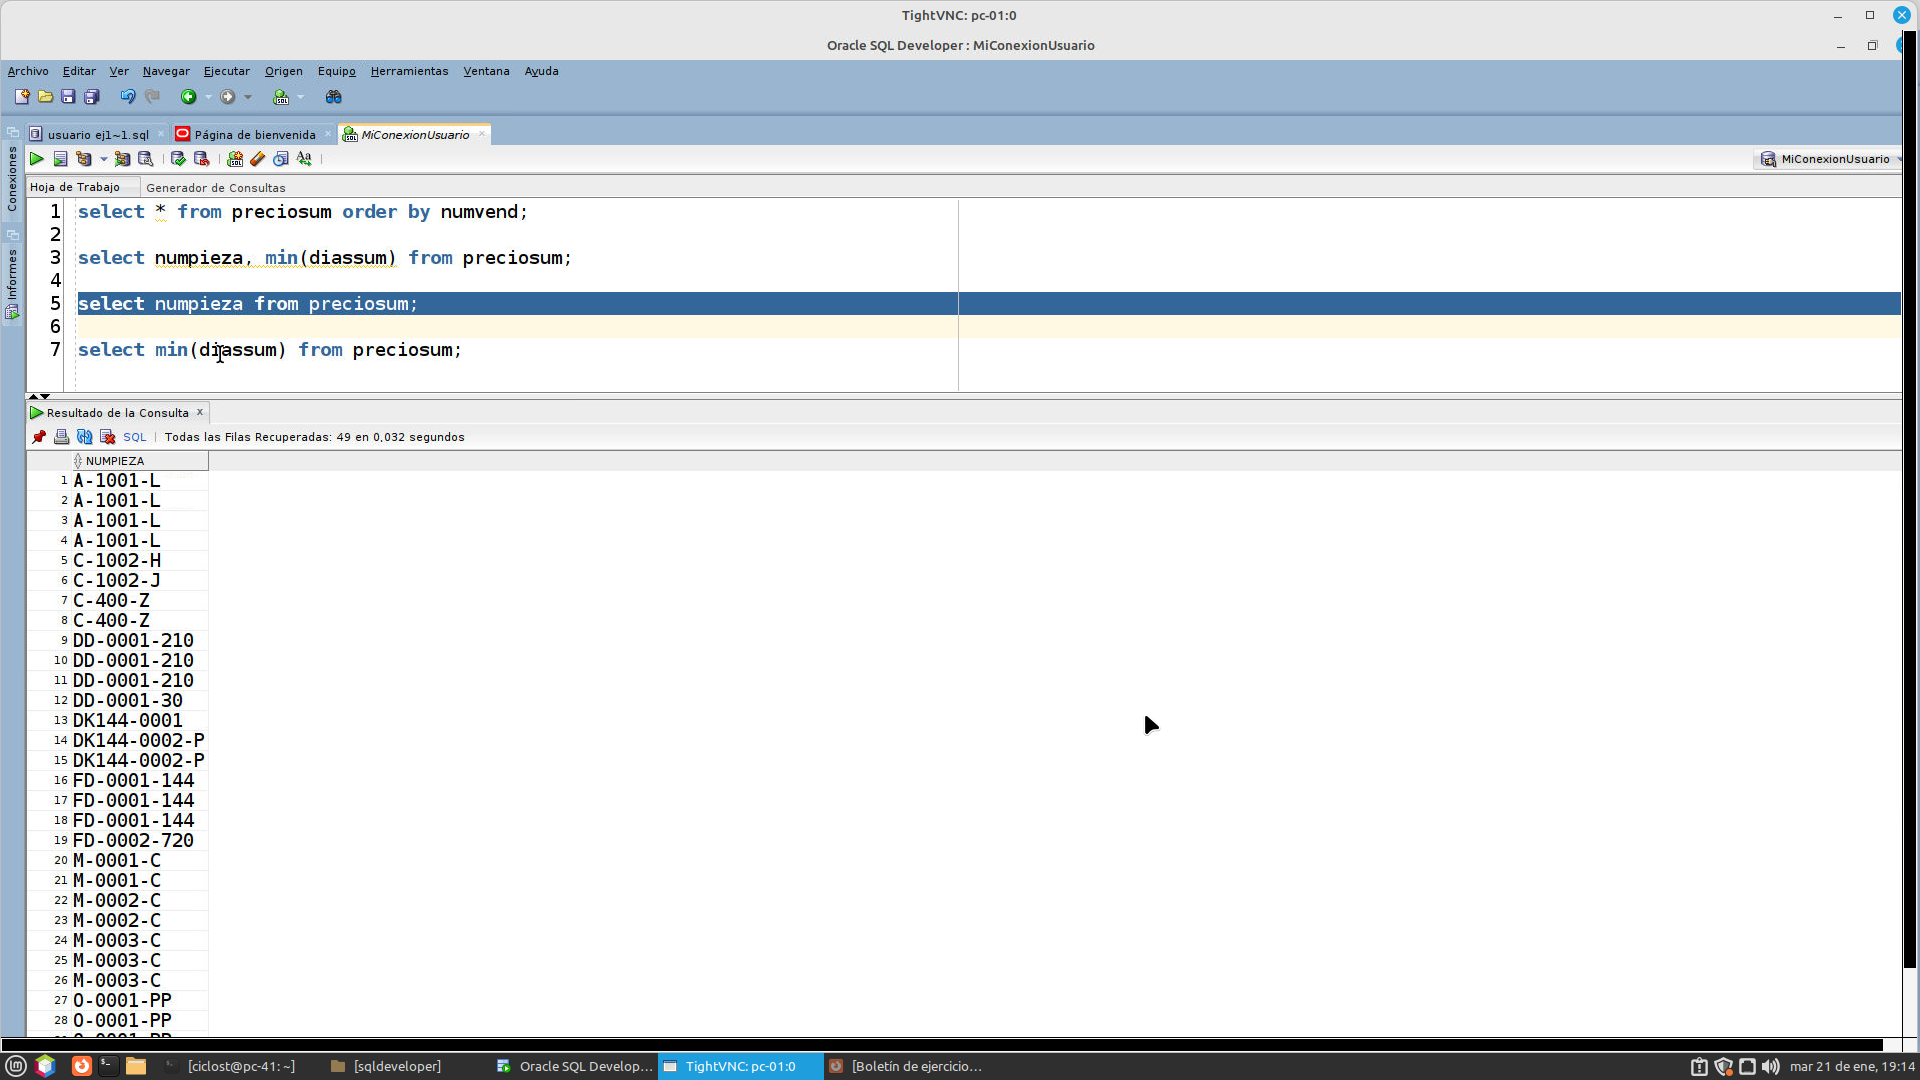 TightVNC: pc-01:0
Oracle SQL Developer : MiConexionUsuario
Archivo Editar Ver Navegar Ejecutar Origen Equipo Herramientas Ventana Ayuda
usuario ej1~1.sql Página de bienvenida MiConexionUsuario
MiConexionUsuario
Conexiones
Informes
Hoja de Trabajo Generador de Consultas
1 select * from preciosum order by numvend;
2
3 select numpieza, min(diassum) from preciosum;
4
5 select numpieza from preciosum;
6
7 select min(diassum) from preciosum;
Resultado de la Consulta x
SQL | Todas las Filas Recuperadas: 49 en 0,032 segundos
NUMPIEZA
1 A-1001-L
2 A-1001-L
3 A-1001-L
4 A-1001-L
5 C-1002-H
6 C-1002-J
7 C-400-Z
8 C-400-Z
9 DD-0001-210
10 DD-0001-210
11 DD-0001-210
12 DD-0001-30
13 DK144-0001
14 DK144-0002-P
15 DK144-0002-P
16 FD-0001-144
17 FD-0001-144
18 FD-0001-144
19 FD-0002-720
20 M-0001-C
21 M-0001-C
22 M-0002-C
23 M-0002-C
24 M-0003-C
25 M-0003-C
26 M-0003-C
27 O-0001-PP
28 O-0001-PP
[ciclost@pc-41: ~] [sqldeveloper] Oracle SQL Develop... TightVNC: pc-01:0 [Boletín de ejercicio... mar 21 de ene, 19:14